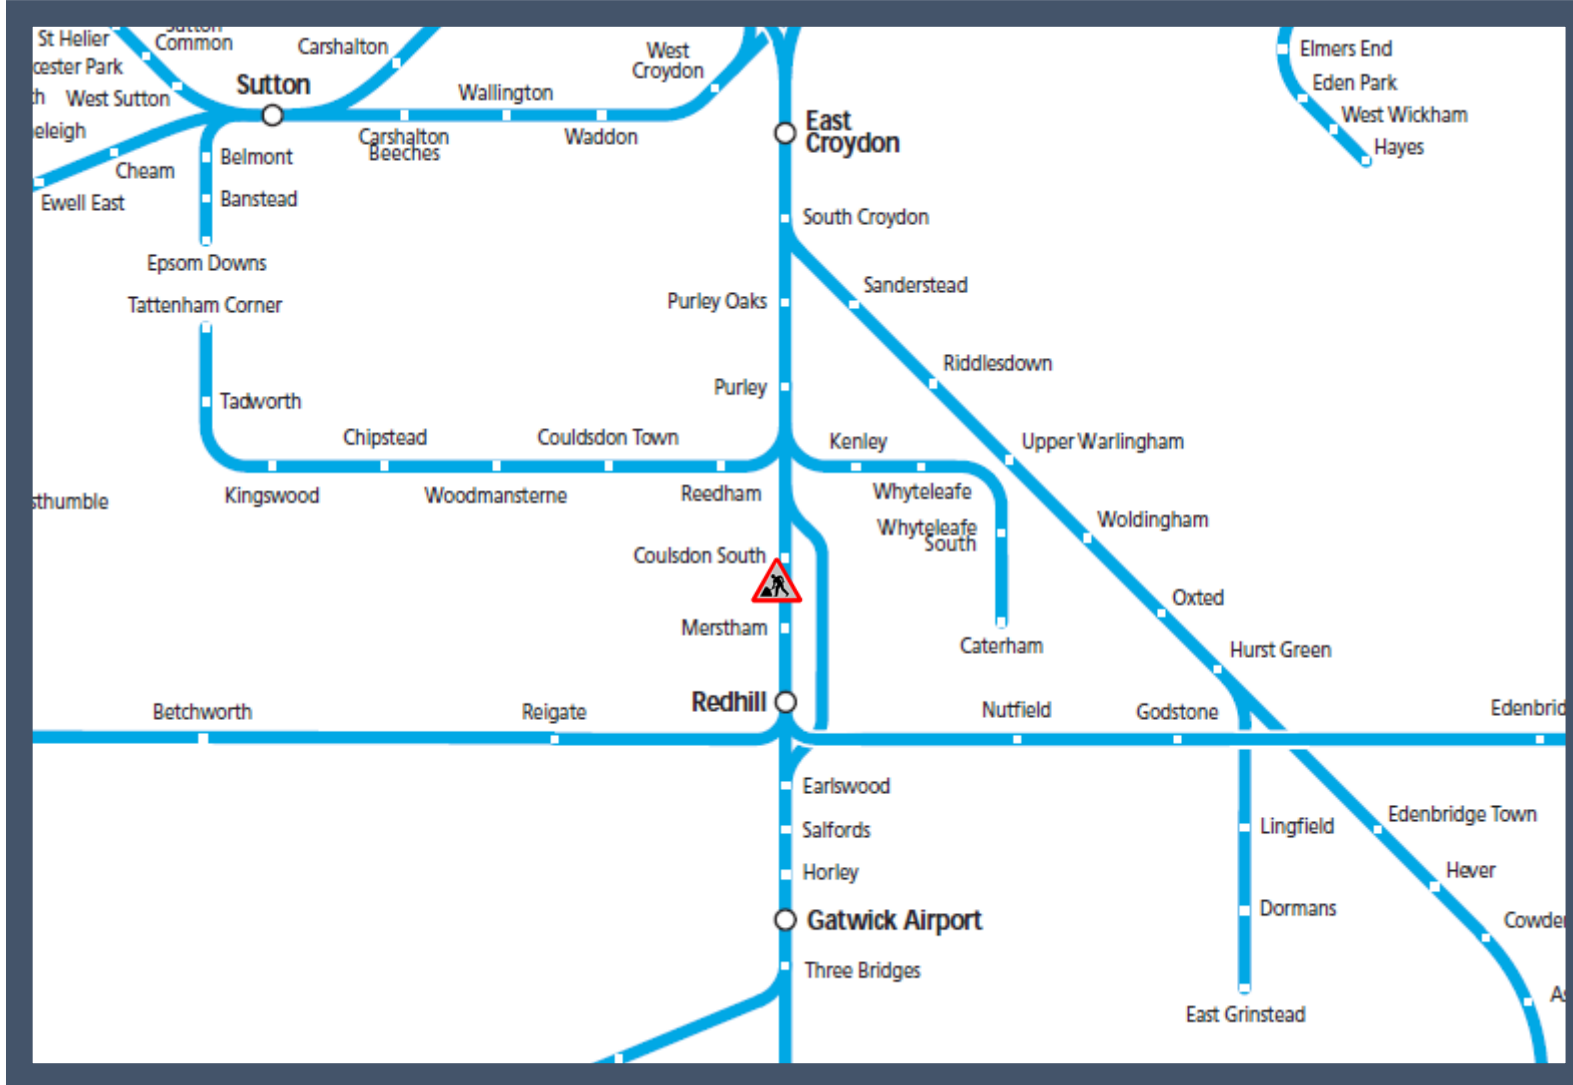 St Helier
Sutton
Common
Carshalton
West
Croydon
cester Park
Sutton
West Sutton
Wallington
Carshalton
Beeches
Waddon
eleigh
Cheam
Ewell East
Belmont
Banstead
Epsom Downs
Tattenham Corner
Tadworth
Elmers End
Eden Park
West Wickham
Hayes
East
Croydon
South Croydon
Purley Oaks
Sanderstead
Riddlesdown
Purley
Chipstead
Couldsdon Town
Kenley
Upper Warlingham
Kingswood
Woodmansterne
Reedham
Whyteleafe
sthumble
Whyteleafe
South
Woldingham
Coulsdon South
Merstham
Caterham
Oxted
Hurst Green
Redhill
Betchworth
Reigate
Nutfield
Godstone
Edenbrid
Earlswood
Salfords
Horley
Gatwick Airport
Three Bridges
Lingfield
Edenbridge Town
Hever
Dormans
Cowde
East Grinstead